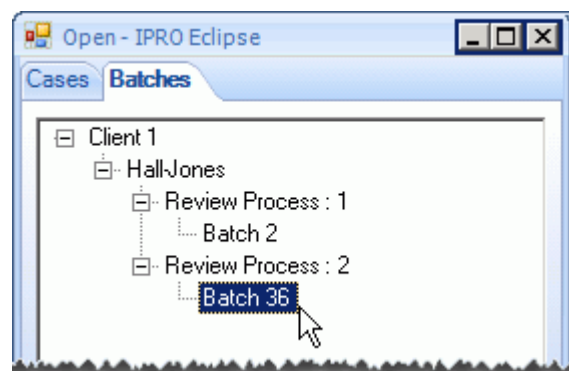 Open - IPRO Eclipse
Cases Batches
Client 1
Hall-Jones
Review Process : 1
Batch 2
Review Process : 2
Batch 36